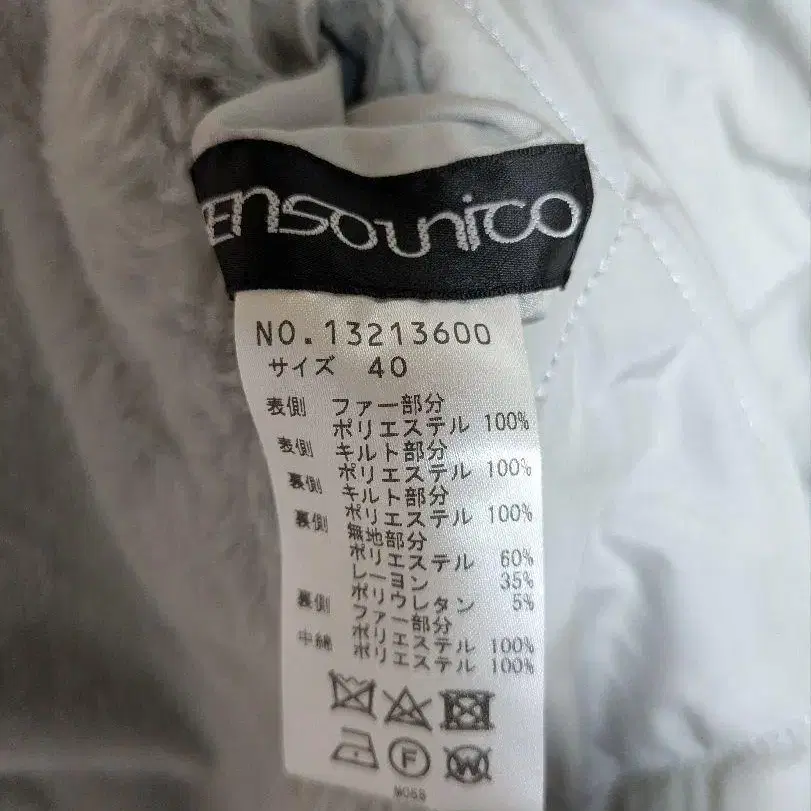 ENSOUNICO
NO.13213600
サイズ 40
表側 ファー部分
ポリエステル 100%
表側 キルト部分
ポリエステル 100%
裏側 キルト部分
ポリエステル 100%
裏側 無地部分
ポリエステル 60%
レーヨン 35%
ポリウレタン 5%
裏側 ファー部分
ポリエステル 100%
中綿 ポリエステル 100%
F
W
M068